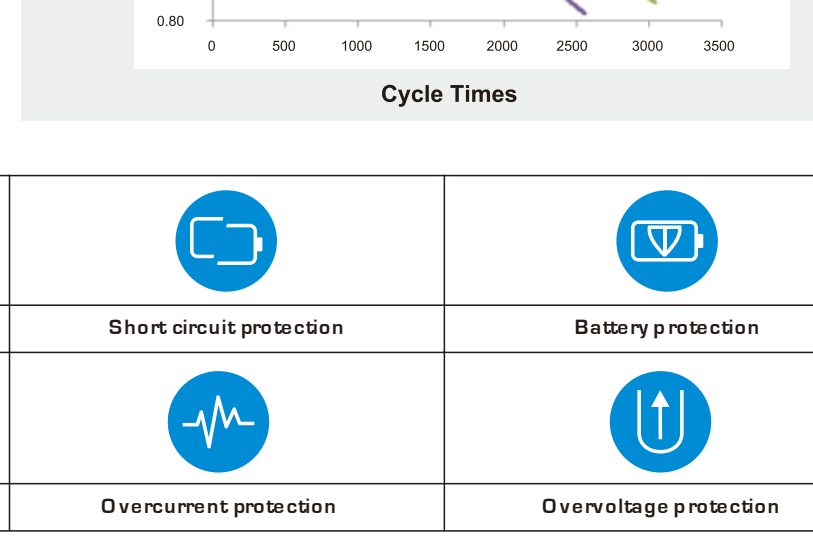 0.80
0 500 1000 1500 2000 2500 3000 3500
Cycle Times
Short circuit protection Battery protection
Overcurrent protection Overvoltage protection